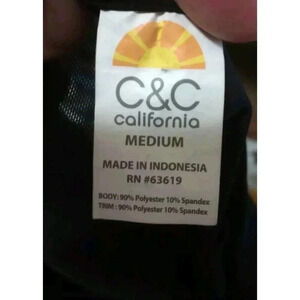 C&C
california
MEDIUM
MADE IN INDONESIA
RN #63619
BODY: 90% Polyester 10% Spandex
TRIM : 90% Polyester 10% Spandex